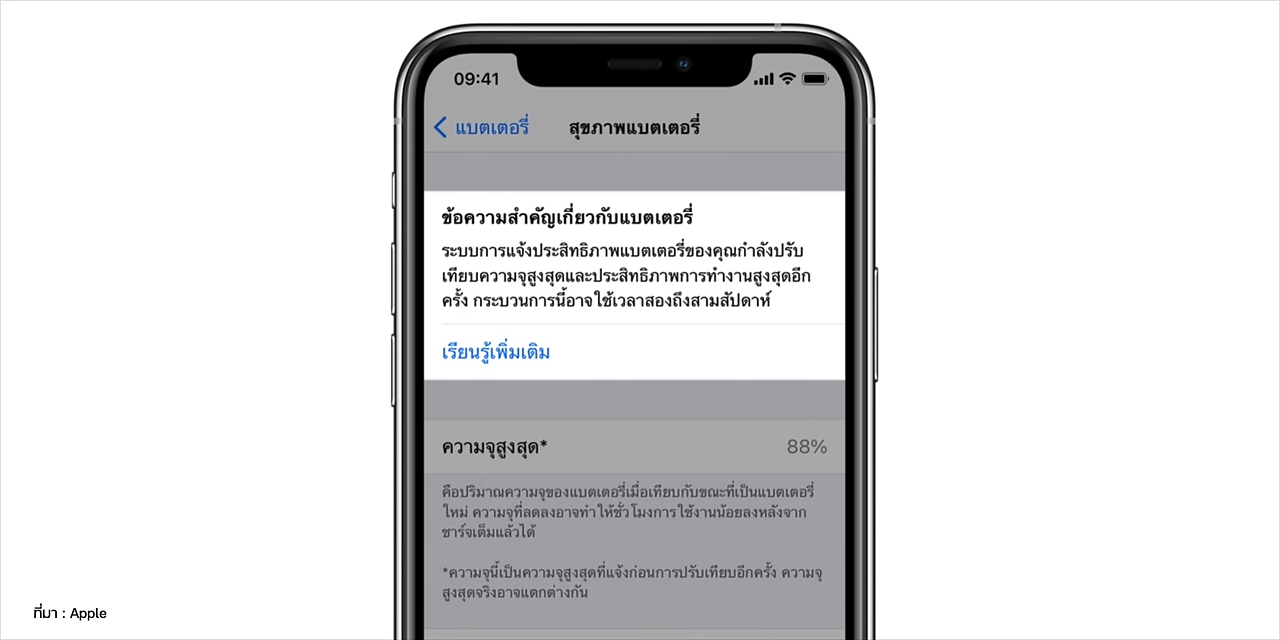 09:41
แบตเตอรี่ สุขภาพแบตเตอรี่
ข้อความสำคัญเกี่ยวกับแบตเตอรี่
ระบบการแจ้งประสิทธิภาพแบตเตอรี่ของคุณกำลังปรับ
เทียบความจุสูงสุดและประสิทธิภาพการทำงานสูงสุดอีก
ครั้ง กระบวนการนี้อาจใช้เวลาสองถึงสามสัปดาห์
เรียนรู้เพิ่มเติม
ความจุสูงสุด* 88%
คือปริมาณความจุของแบตเตอรี่เมื่อเทียบกับขณะที่เป็นแบตเตอรี่
ใหม่ ความจุที่ลดลงอาจทำให้ชั่วโมงการใช้งานน้อยลงหลังจาก
ชาร์จเต็มแล้วได้
*ความจุนี้เป็นความจุสูงสุดที่แจ้งก่อนการปรับเทียบอีกครั้ง ความจุ
สูงสุดจริงอาจแตกต่างกัน
ที่มา : Apple